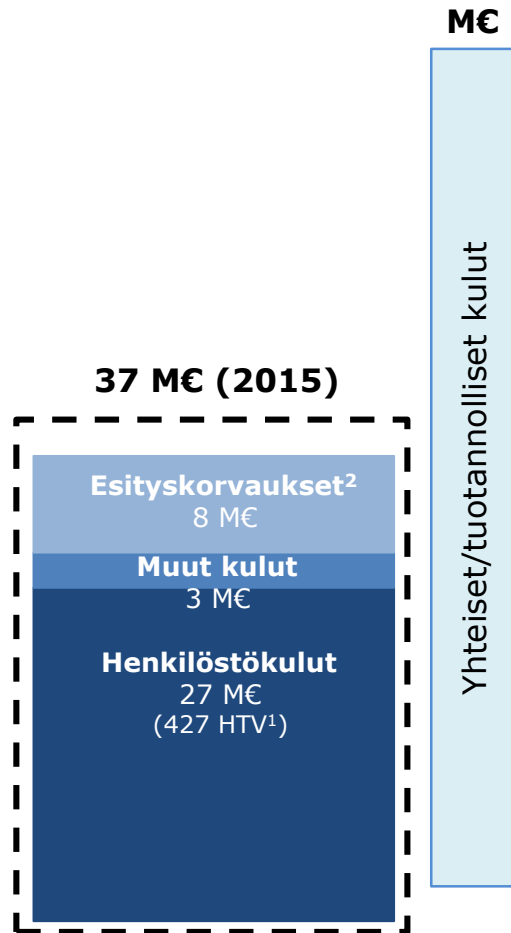 M€
37 M€ (2015)
Esityskorvaukset²
8 M€
Muut kulut
3 M€
Henkilöstökulut
27 M€
(427 HTV¹)
Yhteiset/tuotannolliset kulut